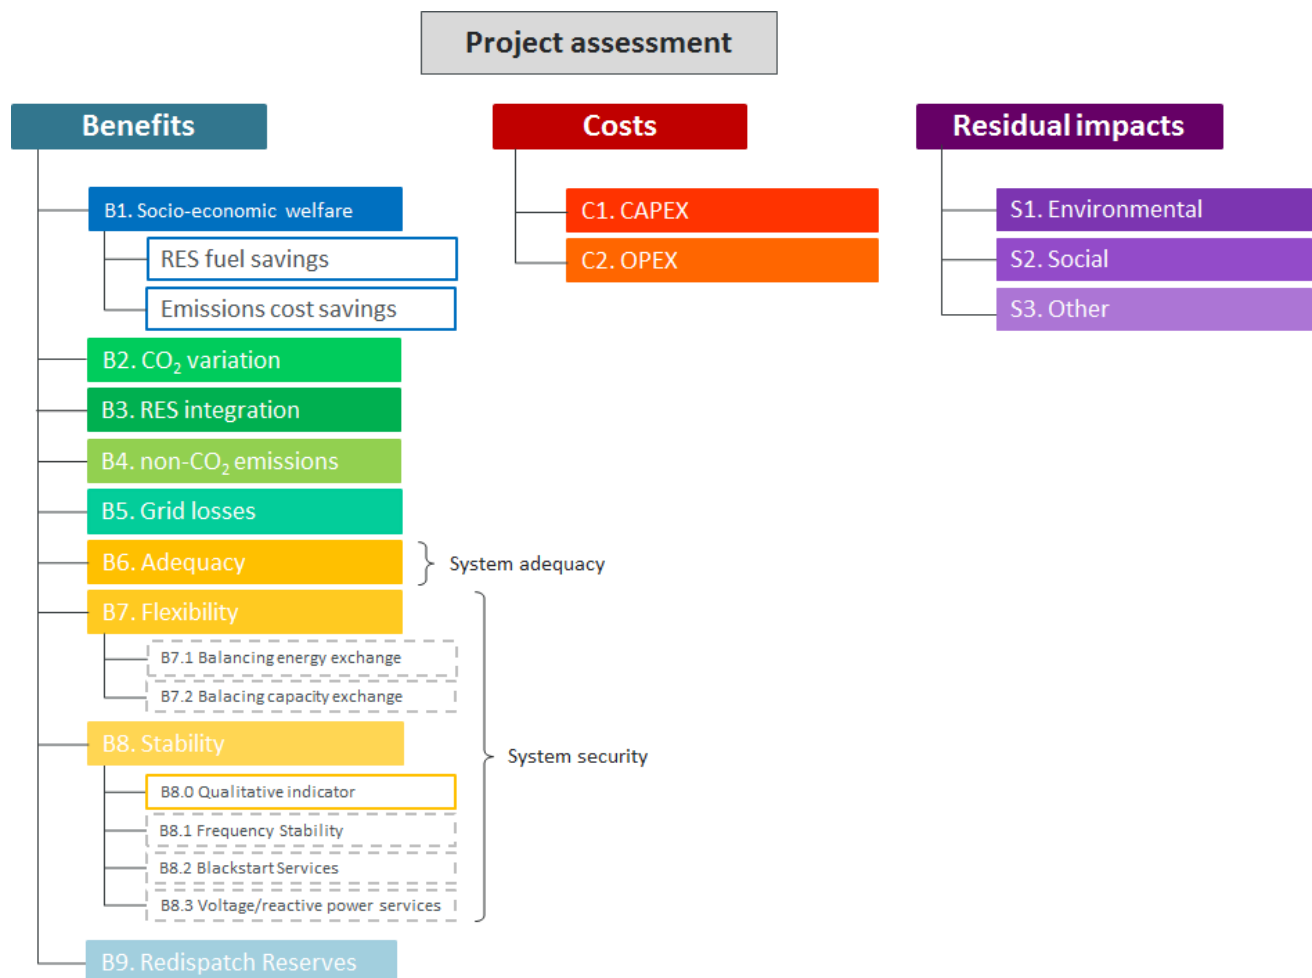 Project assessment
Benefits
B1. Socio-economic welfare
RES fuel savings
Emissions cost savings
B2. CO₂ variation
B3. RES integration
B4. non-CO₂ emissions
B5. Grid losses
B6. Adequacy
System adequacy
B7. Flexibility
B7.1 Balancing energy exchange
B7.2 Balacing capacity exchange
B8. Stability
System security
B8.0 Qualitative indicator
B8.1 Frequency Stability
B8.2 Blackstart Services
B8.3 Voltage/reactive power services
B9. Redispatch Reserves
Costs
C1. CAPEX
C2. OPEX
Residual impacts
S1. Environmental
S2. Social
S3. Other